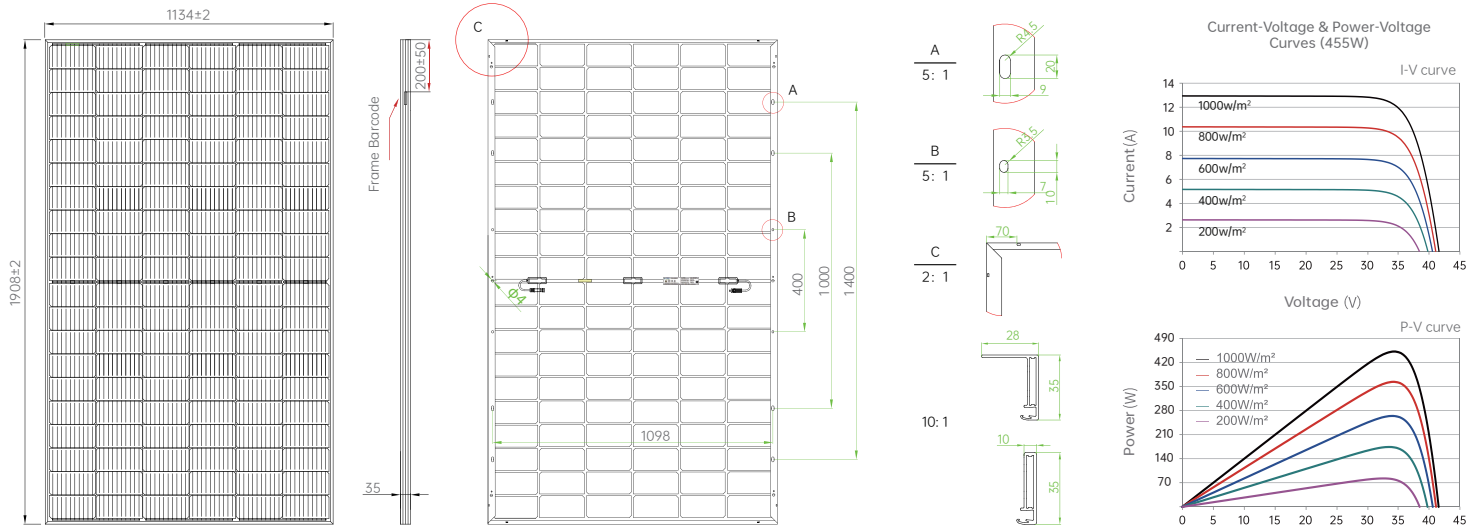 1134±2
1908±2
200±50
Frame Barcode
35
C
A
B
Φ4
400
1000
1400
1098
A
5: 1
R4.5
20
9
B
5: 1
R3.5
7
10
C
2: 1
70
28
35
10: 1
10
35
Current-Voltage & Power-Voltage
Curves (455W)
I-V curve
Current(A)
14
12
10
8
6
4
2
1000w/m²
800w/m²
600w/m²
400w/m²
200w/m²
0 5 10 15 20 25 30 35 40 45
Voltage (V)
P-V curve
Power(W)
490
420
350
280
210
140
70
1000W/m²
800W/m²
600W/m²
400W/m²
200W/m²
0 5 10 15 20 25 30 35 40 45